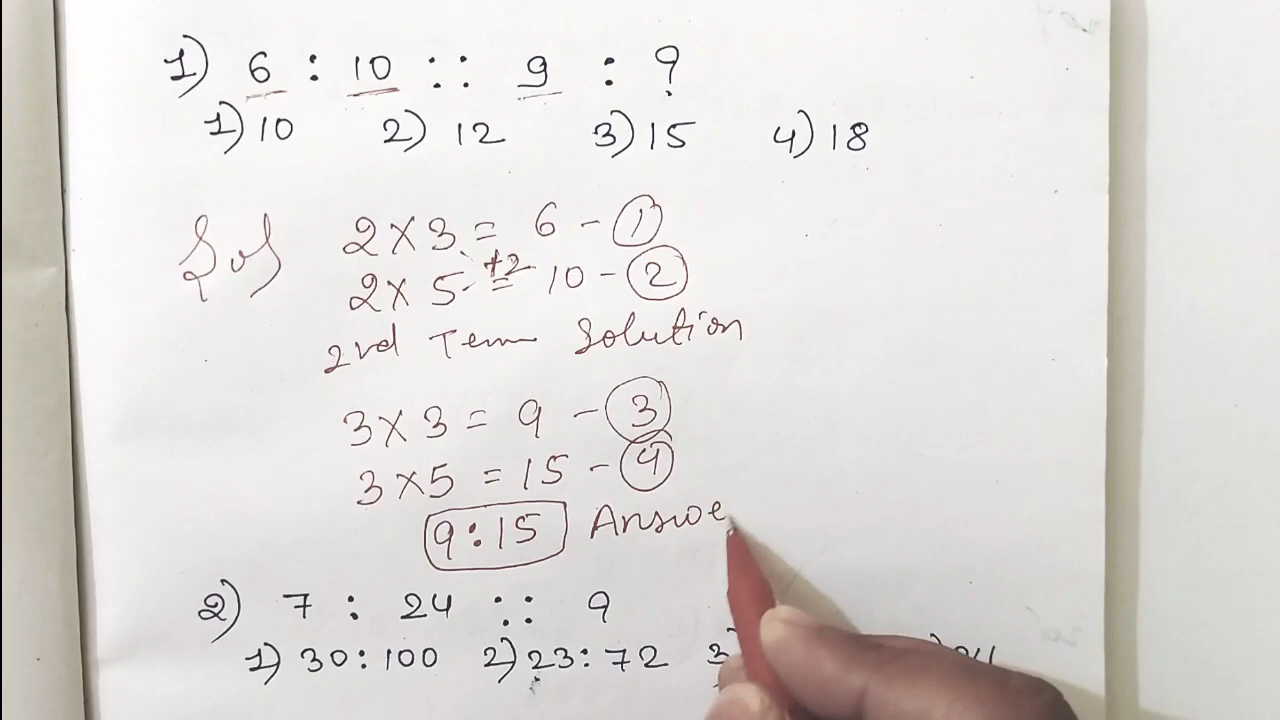 1) 6 : 10 :: 9 : ?
1) 10 2) 12 3) 15 4) 18
Sol 2 × 3 = 6 - 1
+2
2 × 5 = 10 - 2
2nd Term Solution
3 × 3 = 9 - 3
3 × 5 = 15 - 4
9:15 Answe
2) 7 : 24 :: 9
1) 30:100 2) 23:72 3)